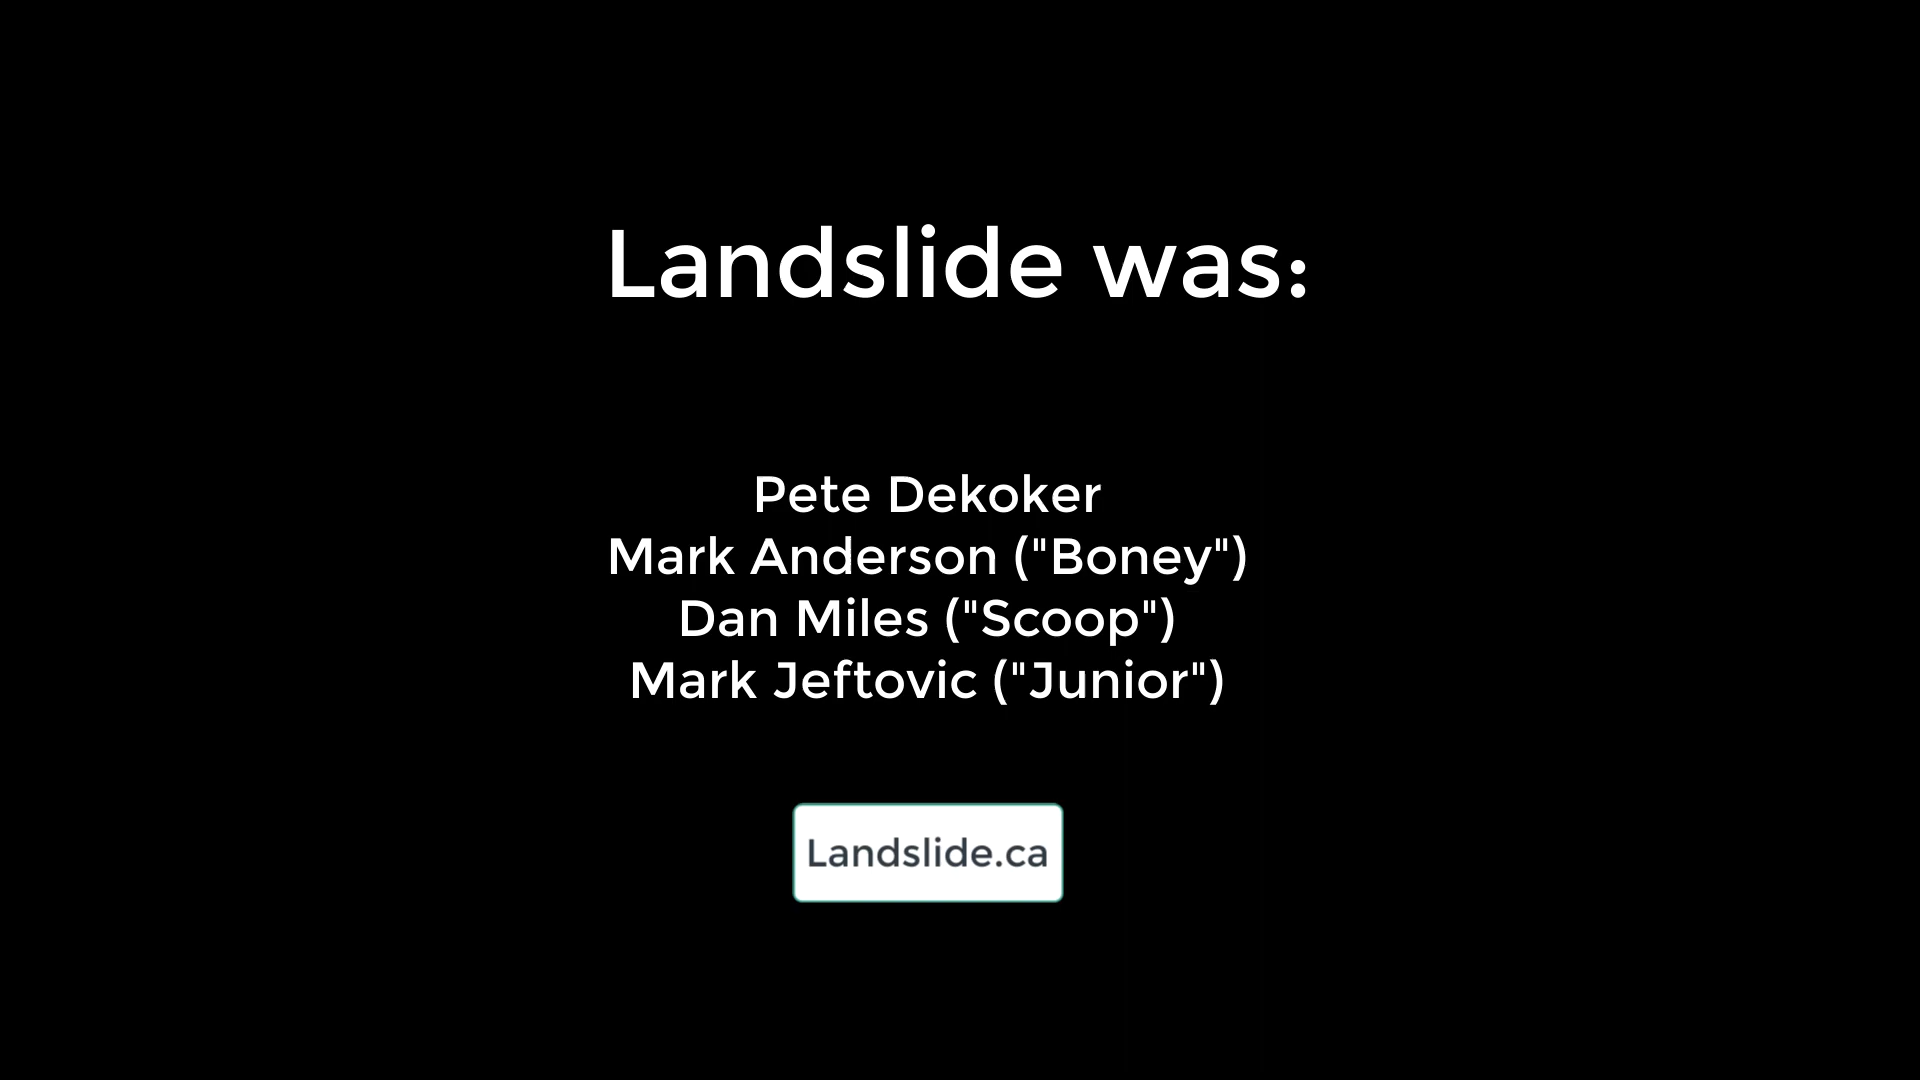 Landslide was:
Pete Dekoker
Mark Anderson ("Boney")
Dan Miles ("Scoop")
Mark Jeftovic ("Junior")
Landslide.ca